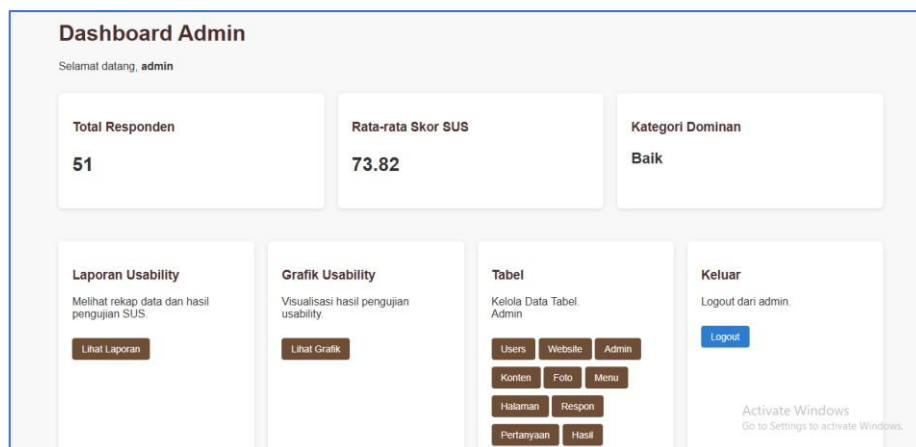 Dashboard Admin
Selamat datang, admin
Total Responden
51
Rata-rata Skor SUS
73.82
Kategori Dominan
Baik
Laporan Usability
Melihat rekap data dan hasil
pengujian SUS.
Lihat Laporan
Grafik Usability
Visualisasi hasil pengujian
usability.
Lihat Grafik
Tabel
Kelola Data Tabel.
Admin
Users Website Admin
Konten Foto Menu
Halaman Respon
Pertanyaan Hasil
Keluar
Logout dari admin.
Logout
Activate Windows
Go to Settings to activate Windows.